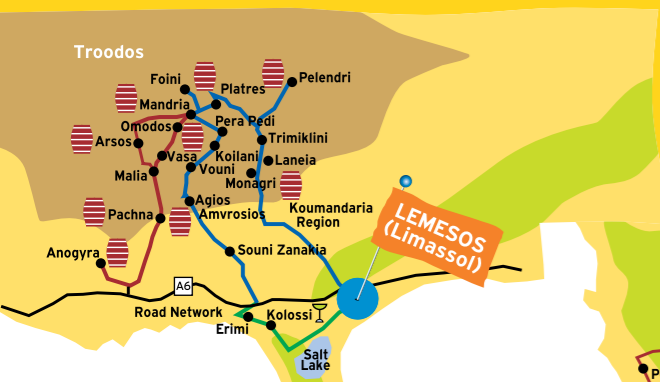 Troodos
Foini
Platres
Pelendri
Mandria
Omodos
Pera Pedi
Arsos
Trimiklini
Vasa
Koilani
Laneia
Malia
Vouni
Monagri
Agios
Amvrosios
Koumandaria
Region
Pachna
LEMESOS
(Limassol)
Anogyra
Souni Zanakia
A6
Road Network
Kolossi
Erimi
Salt
Lake
P